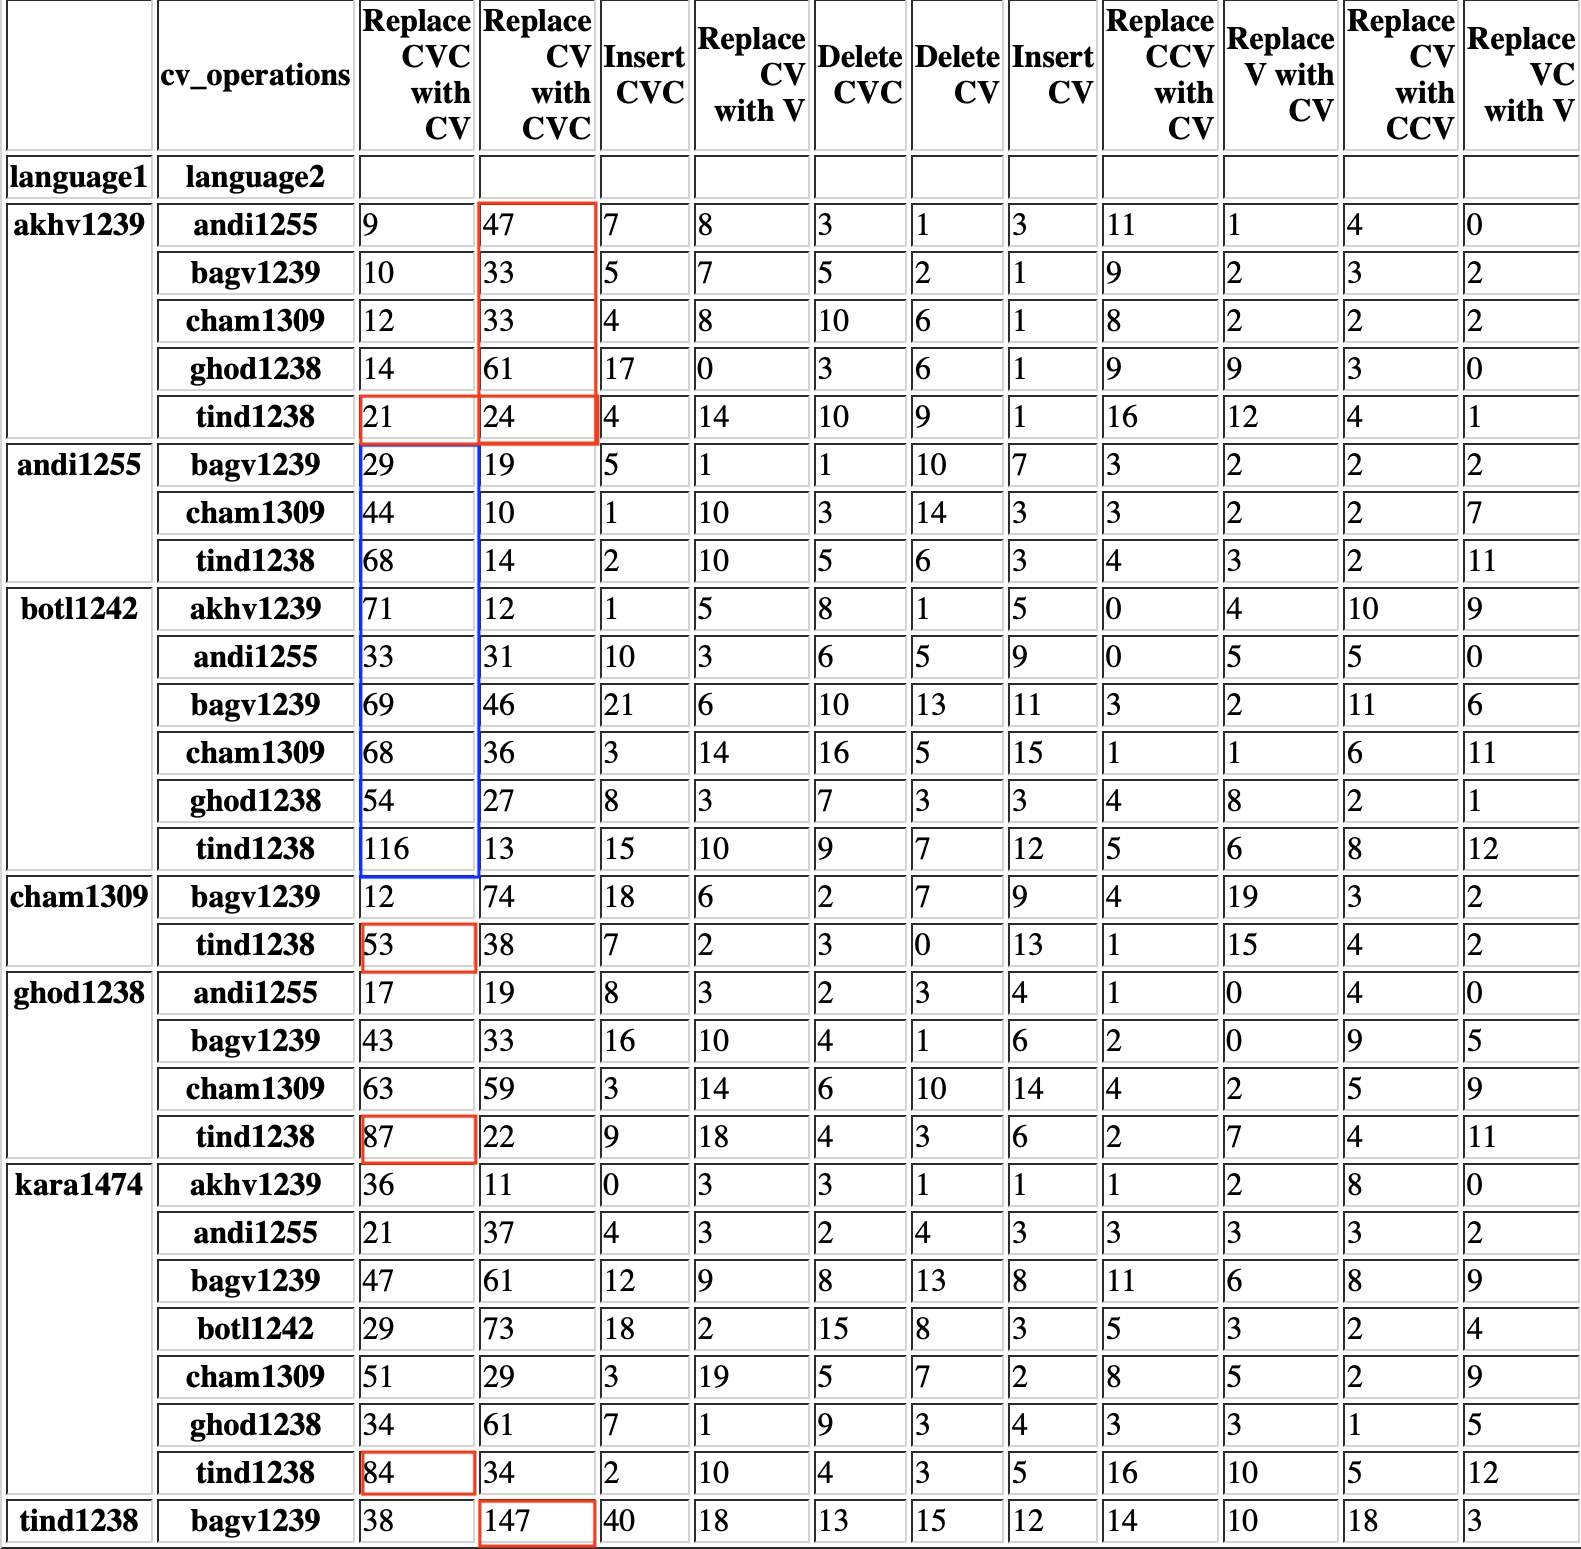 cv_operations Replace CVC with CV Replace CV with CVC Insert CVC Replace CV with V Delete CVC Delete CV Insert CV Replace CCV with CV Replace V with CV Replace CV with CCV Replace VC with V
language1 language2
akhv1239 andi1255 9 47 7 8 3 1 3 11 1 4 0
bagv1239 10 33 5 7 5 2 1 9 2 3 2
cham1309 12 33 4 8 10 6 1 8 2 2 2
ghod1238 14 61 17 0 3 6 1 9 9 3 0
tind1238 21 24 4 14 10 9 1 16 12 4 1
andi1255 bagv1239 29 19 5 1 1 10 7 3 2 2 2
cham1309 44 10 1 10 3 14 3 3 2 2 7
tind1238 68 14 2 10 5 6 3 4 3 2 11
botl1242 akhv1239 71 12 1 5 8 1 5 0 4 10 9
andi1255 33 31 10 3 6 5 9 0 5 5 0
bagv1239 69 46 21 6 10 13 11 3 2 11 6
cham1309 68 36 3 14 16 5 15 1 1 6 11
ghod1238 54 27 8 3 7 3 3 4 8 2 1
tind1238 116 13 15 10 9 7 12 5 6 8 12
cham1309 bagv1239 12 74 18 6 2 7 9 4 19 3 2
tind1238 53 38 7 2 3 0 13 1 15 4 2
ghod1238 andi1255 17 19 8 3 2 3 4 1 0 4 0
bagv1239 43 33 16 10 4 1 6 2 0 9 5
cham1309 63 59 3 14 6 10 14 4 2 5 9
tind1238 87 22 9 18 4 3 6 2 7 4 11
kara1474 akhv1239 36 11 0 3 3 1 1 1 2 8 0
andi1255 21 37 4 3 2 4 3 3 3 3 2
bagv1239 47 61 12 9 8 13 8 11 6 8 9
botl1242 29 73 18 2 15 8 3 5 3 2 4
cham1309 51 29 3 19 5 7 2 8 5 2 9
ghod1238 34 61 7 1 9 3 4 3 3 1 5
tind1238 84 34 2 10 4 3 5 16 10 5 12
tind1238 bagv1239 38 147 40 18 13 15 12 14 10 18 3